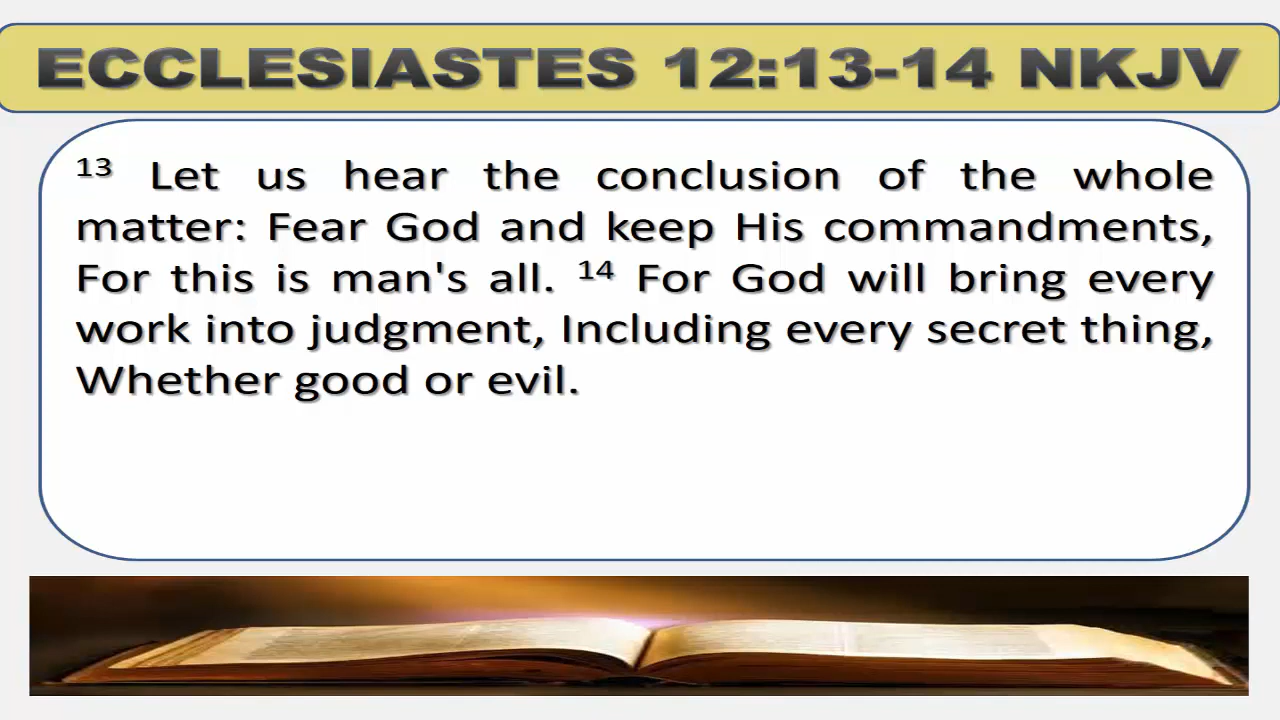 ECCLESIASTES 12:13-14 NKJV
13 Let us hear the conclusion of the whole
matter: Fear God and keep His commandments,
For this is man's all. 14 For God will bring every
work into judgment, Including every secret thing,
Whether good or evil.